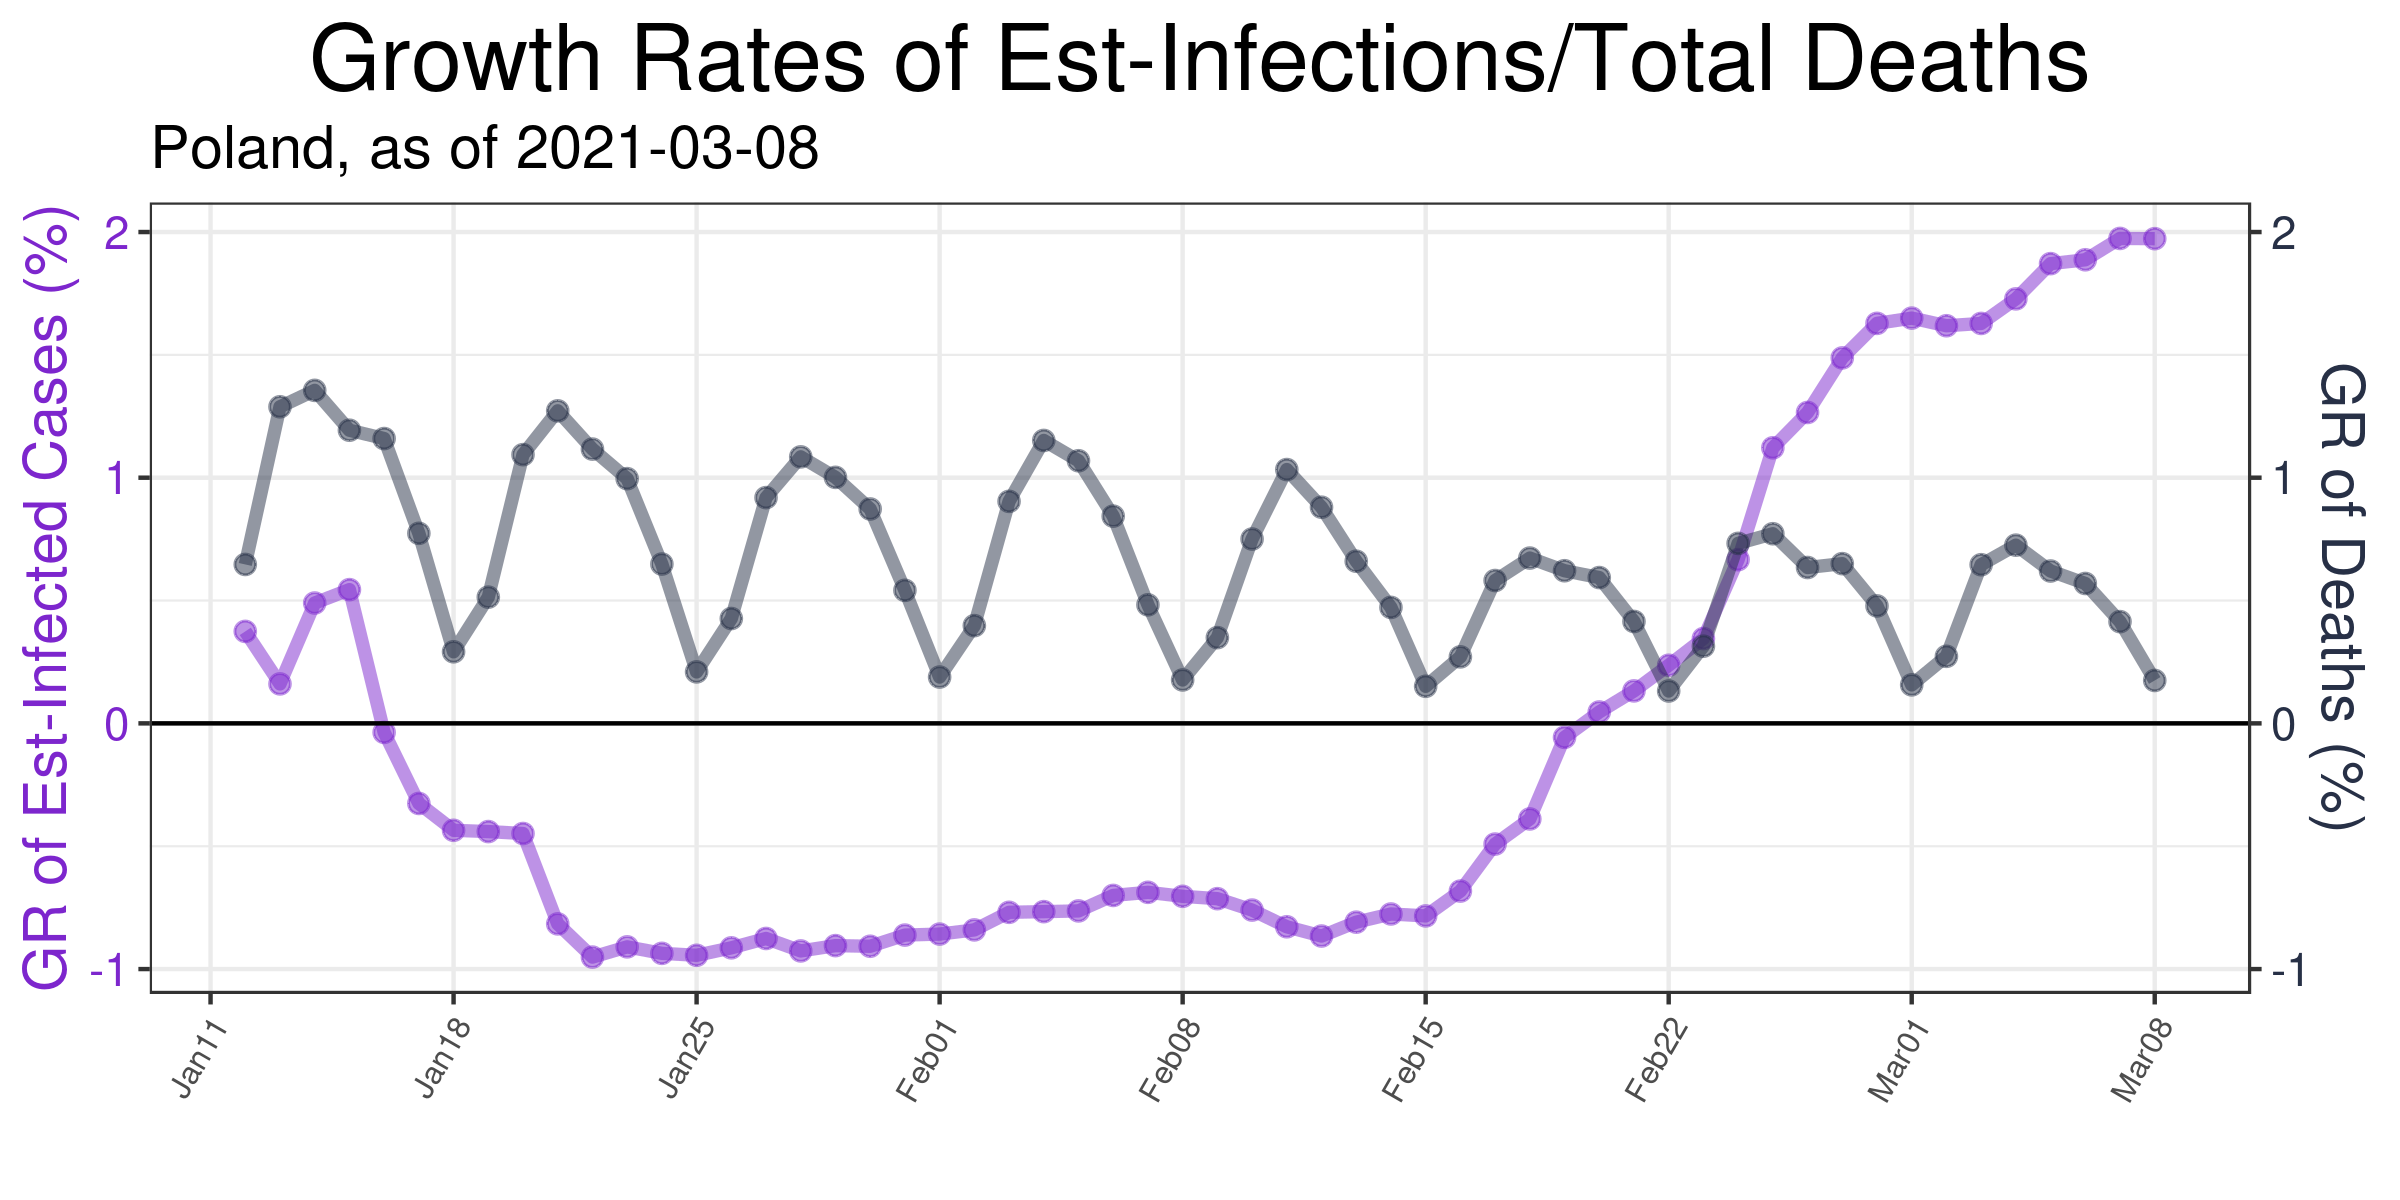 Growth Rates of Est-Infections/Total Deaths
Poland, as of 2021-03-08
GR of Est-Infected Cases (%)
2
1
0
-1
2
1
0
-1
GR of Deaths (%)
Jan11
Jan18
Jan25
Feb01
Feb08
Feb15
Feb22
Mar01
Mar08